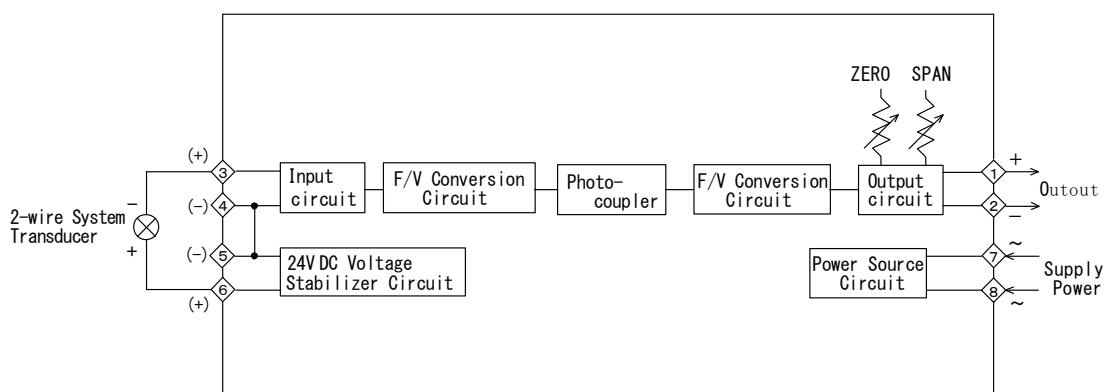 ZERO SPAN
(+)
3
Input
circuit
F/V Conversion
Circuit
Photo-
coupler
F/V Conversion
Circuit
Output
circuit
1
+
Outout
(-)
4
2
-
-
2-wire System
Transducer
+
(-)
5
24V DC Voltage
Stabilizer Circuit
6
(+)
Power Source
Circuit
7
~
Supply
Power
8
~